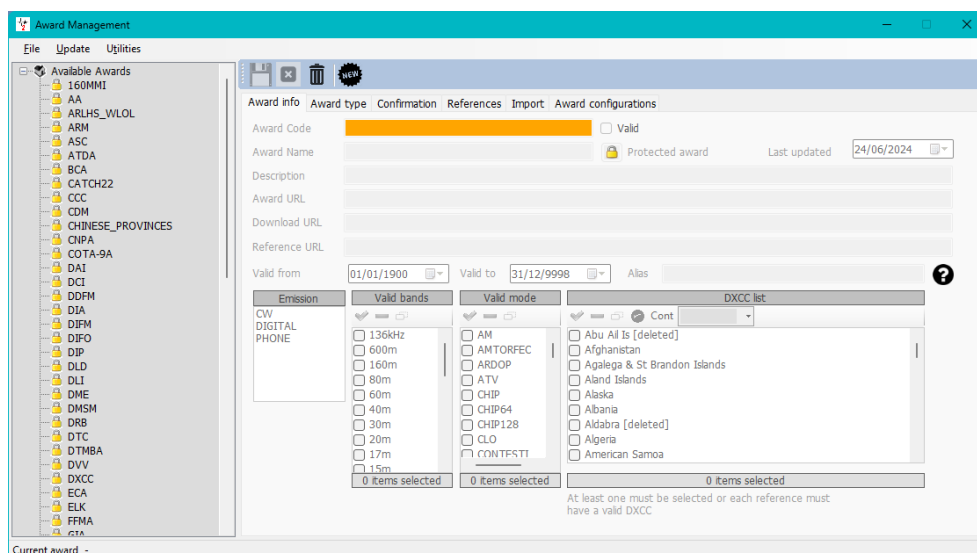 Award Management
File Update Utilities
Available Awards
160MMI
AA
ARLHS_WLOL
ARM
ASC
ATDA
BCA
CATCH22
CCC
CDM
CHINESE_PROVINCES
CNPA
COTA-9A
DAI
DCI
DDFM
DIA
DIFM
DIFO
DIP
DLD
DLI
DME
DMSM
DRB
DTC
DTMBA
DVV
DXCC
ECA
ELK
FFMA
GIA
NEW
Award info Award type Confirmation References Import Award configurations
Award Code Valid
Award Name Protected award Last updated 24/06/2024
Description
Award URL
Download URL
Reference URL
Valid from 01/01/1900 Valid to 31/12/9998 Alias ?
Emission
CW
DIGITAL
PHONE
Valid bands
136kHz
600m
160m
80m
60m
40m
30m
20m
17m
15m
0 items selected
Valid mode
AM
AMTORFEC
ARDOP
ATV
CHIP
CHIP64
CHIP128
CLO
CONTESTI
0 items selected
DXCC list
Cont
Abu Ail Is [deleted]
Afghanistan
Agalega & St Brandon Islands
Aland Islands
Alaska
Albania
Aldabra [deleted]
Algeria
American Samoa
0 items selected
At least one must be selected or each reference must
have a valid DXCC
Current award -